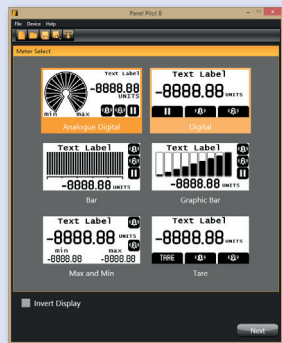 Panel Pilot B
File Device Help
Meter Select
Text Label
-8888.88 UNITS
min max
Analogue Digital
Text Label
-8888.88 UNITS
Digital
Text Label
-8888.88 UNITS
Bar
Text Label
-8888.88 UNITS
Graphic Bar
Text Label
-8888.88 UNITS
min max
-8888.88 -8888.88
Max and Min
Text Label
-8888.88 UNITS
TARE
Tare
Invert Display
Next